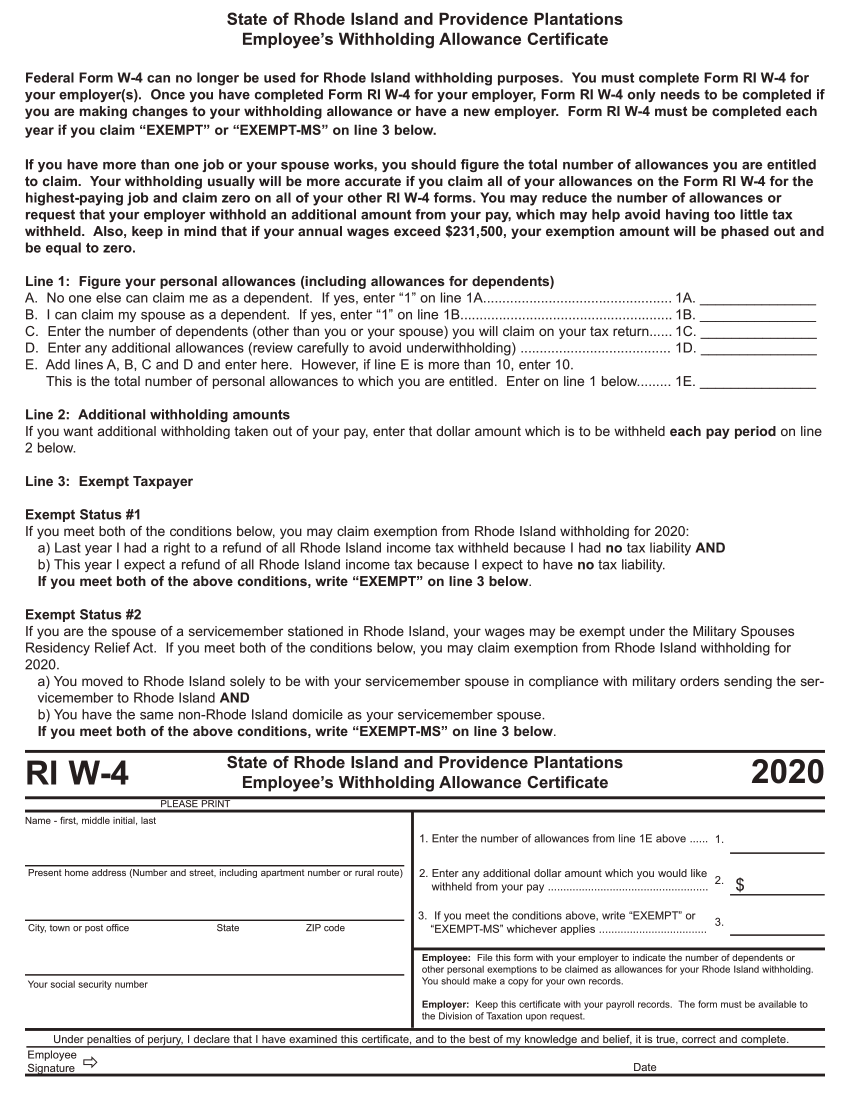 State of Rhode Island and Providence Plantations
Employee's Withholding Allowance Certificate
Federal Form W-4 can no longer be used for Rhode Island withholding purposes. You must complete Form RI W-4 for
your employer(s). Once you have completed Form RI W-4 for your employer, Form RI W-4 only needs to be completed if
you are making changes to your withholding allowance or have a new employer. Form RI W-4 must be completed each
year if you claim “EXEMPT” or “EXEMPT-MS” on line 3 below.
If you have more than one job or your spouse works, you should figure the total number of allowances you are entitled
to claim. Your withholding usually will be more accurate if you claim all of your allowances on the Form RI W-4 for the
highest-paying job and claim zero on all of your other RI W-4 forms. You may reduce the number of allowances or
request that your employer withhold an additional amount from your pay, which may help avoid having too little tax
withheld. Also, keep in mind that if your annual wages exceed $231,500, your exemption amount will be phased out and
be equal to zero.
Line 1: Figure your personal allowances (including allowances for dependents)
A. No one else can claim me as a dependent. If yes, enter “1” on line 1A................................................ 1A. _______________
B. I can claim my spouse as a dependent. If yes, enter “1” on line 1B...................................................... 1B. _______________
C. Enter the number of dependents (other than you or your spouse) you will claim on your tax return...... 1C. _______________
D. Enter any additional allowances (review carefully to avoid underwithholding) ...................................... 1D. _______________
E. Add lines A, B, C and D and enter here. However, if line E is more than 10, enter 10.
This is the total number of personal allowances to which you are entitled. Enter on line 1 below......... 1E. _______________
Line 2: Additional withholding amounts
If you want additional withholding taken out of your pay, enter that dollar amount which is to be withheld each pay period on line
2 below.
Line 3: Exempt Taxpayer
Exempt Status #1
If you meet both of the conditions below, you may claim exemption from Rhode Island withholding for 2020:
a) Last year I had a right to a refund of all Rhode Island income tax withheld because I had no tax liability AND
b) This year I expect a refund of all Rhode Island income tax because I expect to have no tax liability.
If you meet both of the above conditions, write “EXEMPT” on line 3 below.
Exempt Status #2
If you are the spouse of a servicemember stationed in Rhode Island, your wages may be exempt under the Military Spouses
Residency Relief Act. If you meet both of the conditions below, you may claim exemption from Rhode Island withholding for
2020.
a) You moved to Rhode Island solely to be with your servicemember spouse in compliance with military orders sending the ser-
vicemember to Rhode Island AND
b) You have the same non-Rhode Island domicile as your servicemember spouse.
If you meet both of the above conditions, write “EXEMPT-MS” on line 3 below.
RI W-4
State of Rhode Island and Providence Plantations
Employee's Withholding Allowance Certificate
2020
PLEASE PRINT
Name - first, middle initial, last
Present home address (Number and street, including apartment number or rural route)
City, town or post office State ZIP code
Your social security number
1. Enter the number of allowances from line 1E above ...... 1.
2. Enter any additional dollar amount which you would like
withheld from your pay ..................................................... 2. $
3. If you meet the conditions above, write “EXEMPT” or
“EXEMPT-MS” whichever applies .................................... 3.
Employee: File this form with your employer to indicate the number of dependents or
other personal exemptions to be claimed as allowances for your Rhode Island withholding.
You should make a copy for your own records.
Employer: Keep this certificate with your payroll records. The form must be available to
the Division of Taxation upon request.
Under penalties of perjury, I declare that I have examined this certificate, and to the best of my knowledge and belief, it is true, correct and complete.
Employee
Signature ⇨ Date